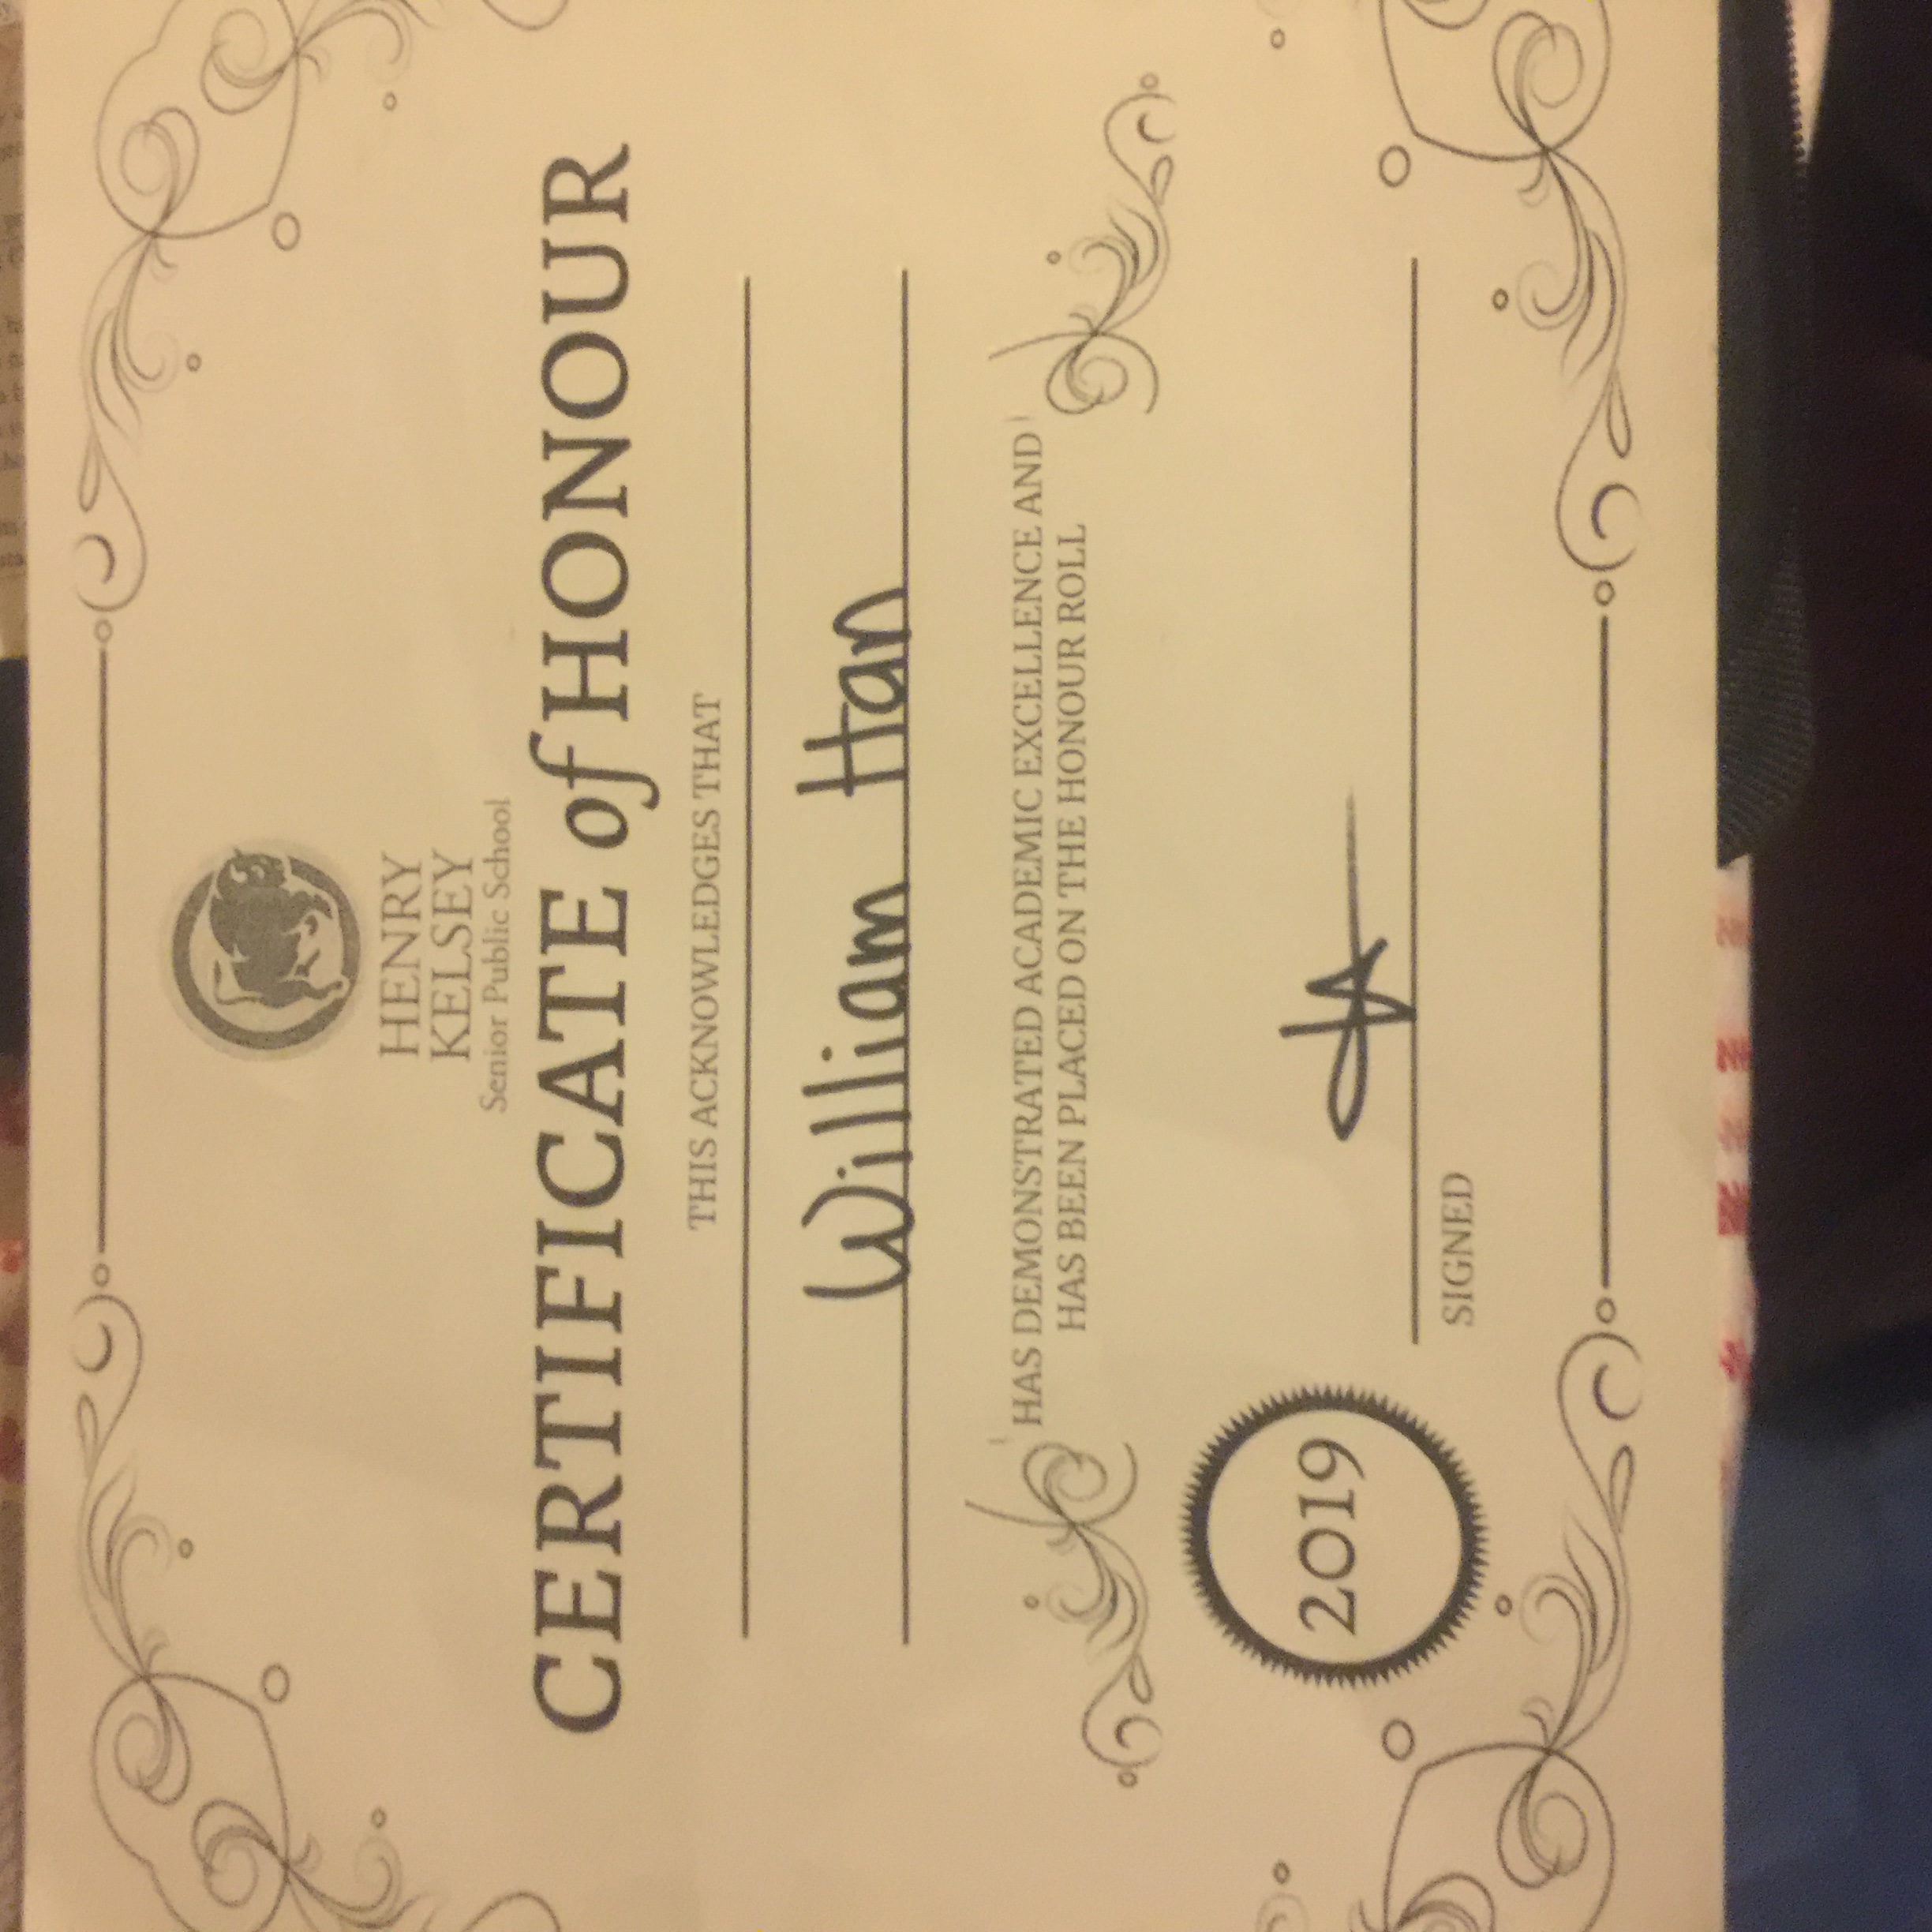 HENRY
KELSEY
Senior Public School
CERTIFICATE of HONOUR
THIS ACKNOWLEDGES THAT
William Han
HAS DEMONSTRATED ACADEMIC EXCELLENCE AND
HAS BEEN PLACED ON THE HONOUR ROLL
2019
SIGNED